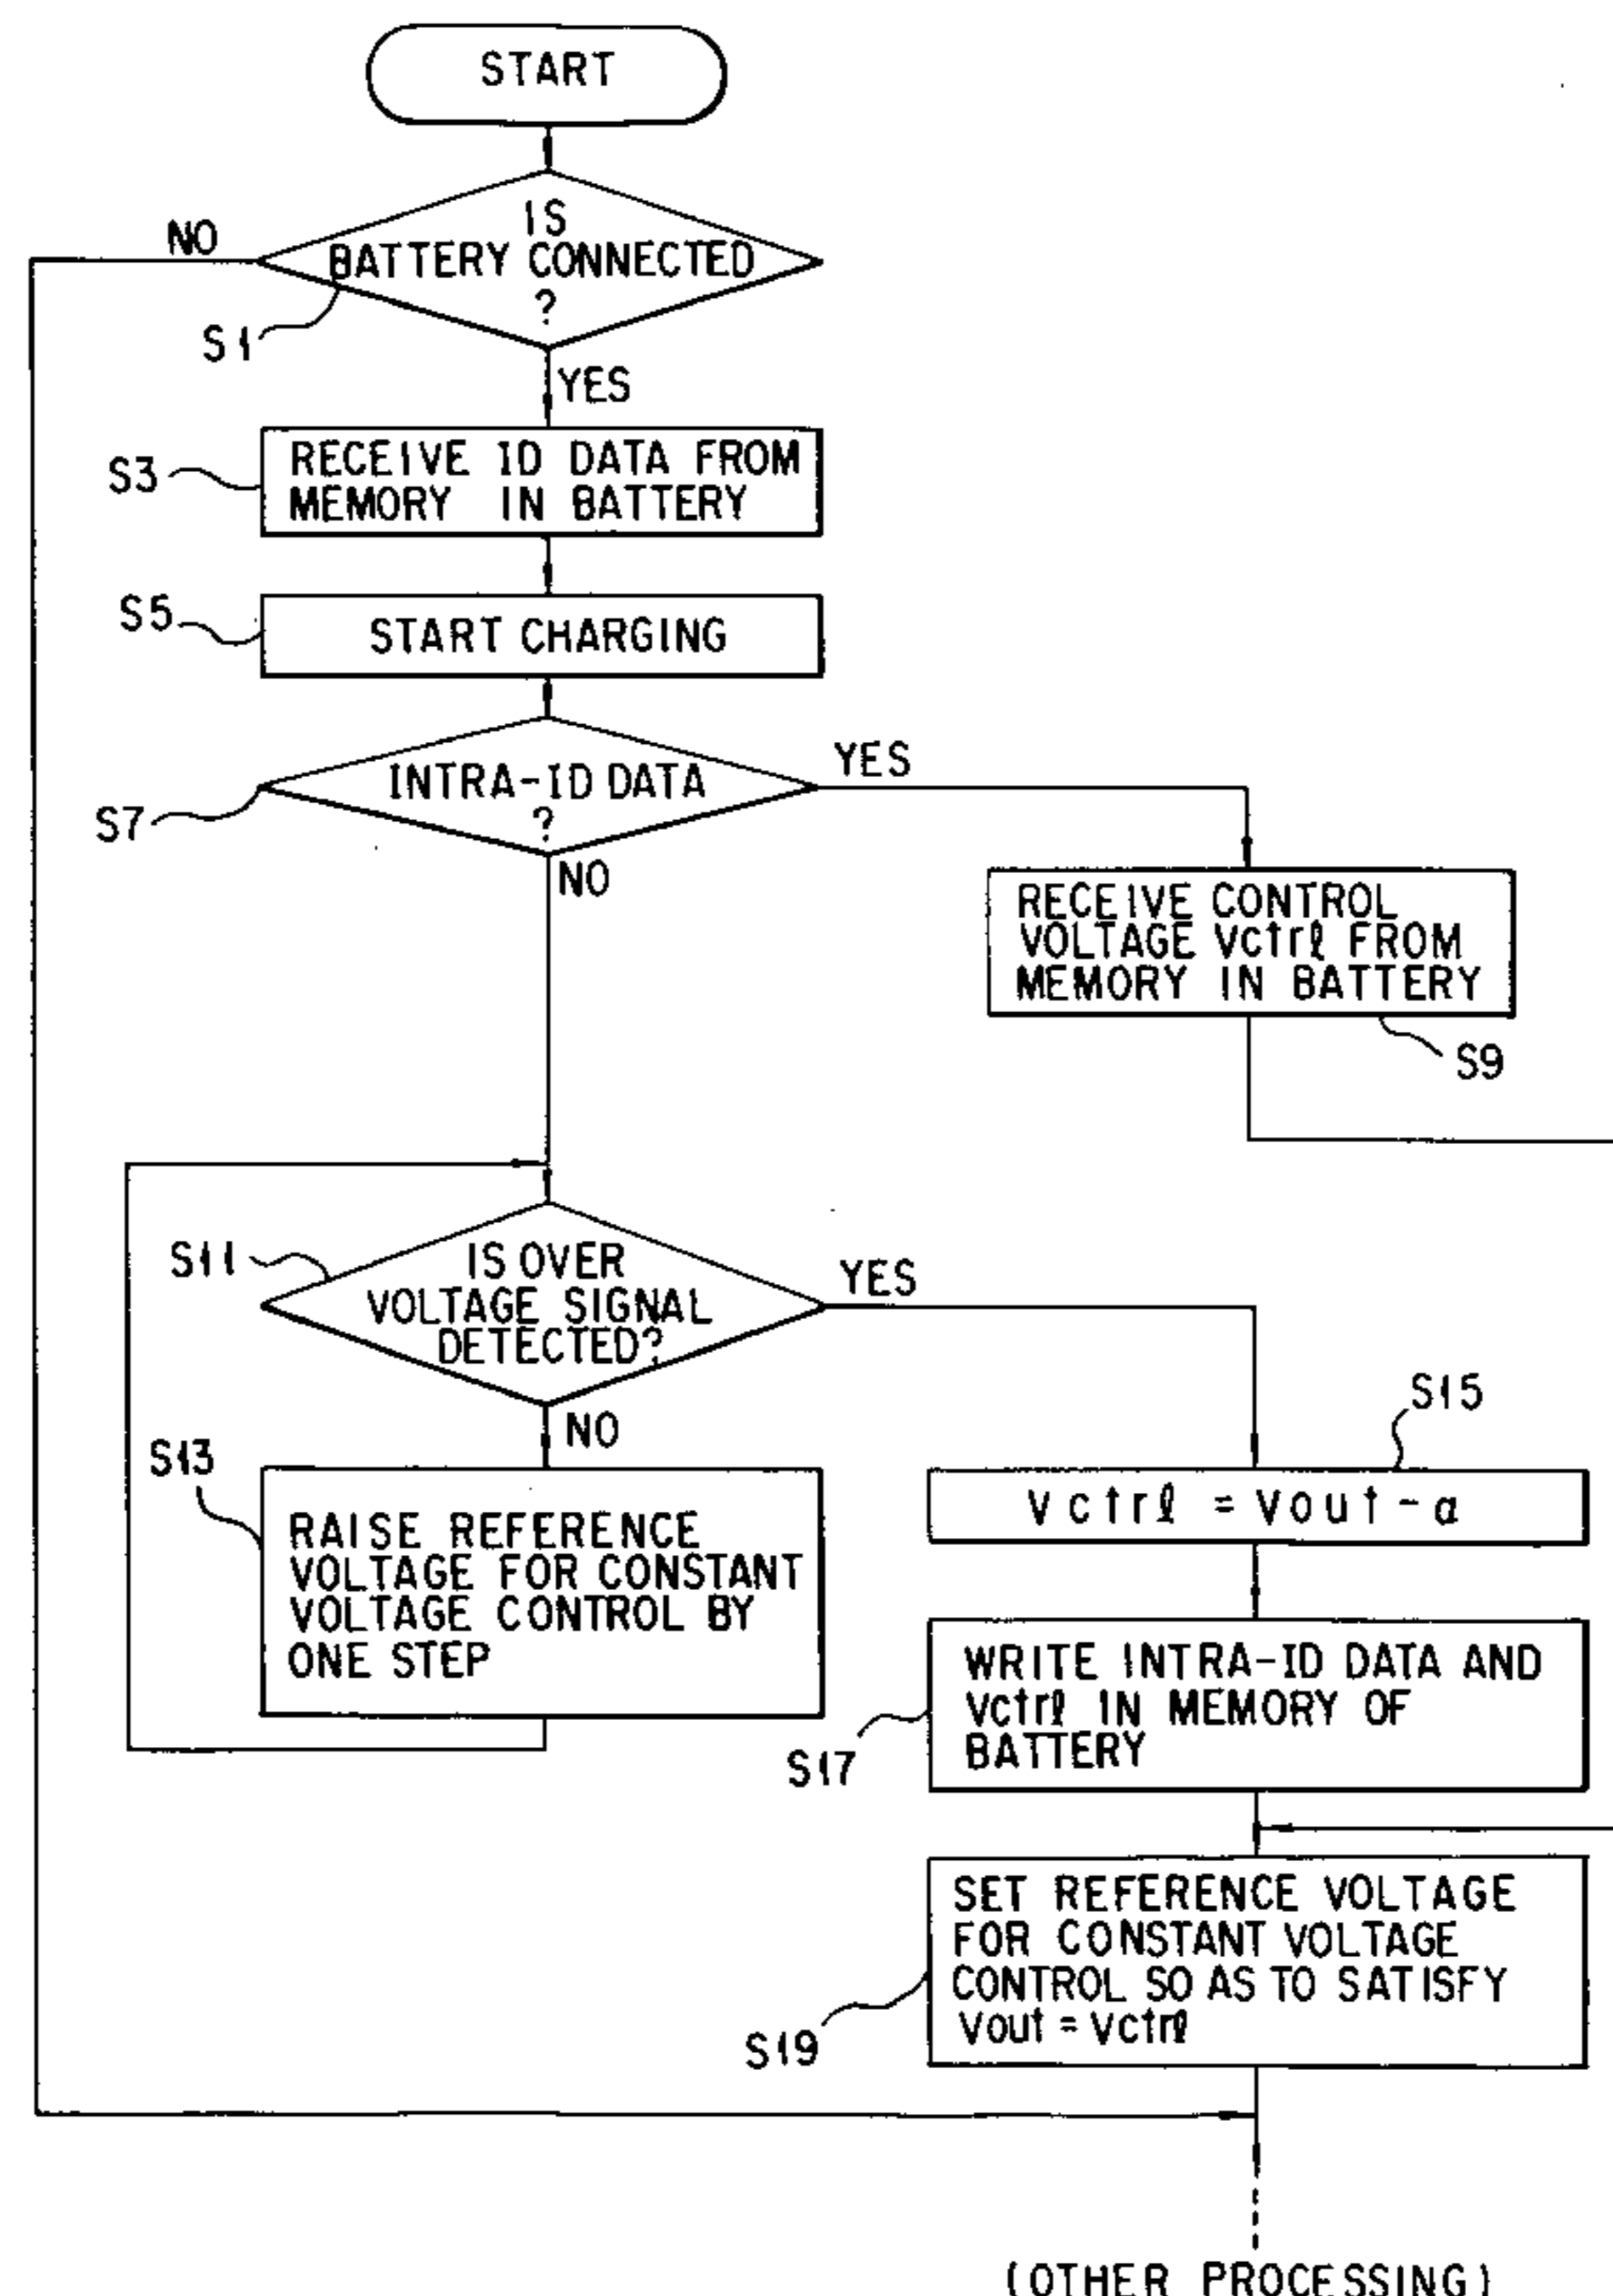 START
IS
BATTERY CONNECTED
?
NO
S1
YES
RECEIVE ID DATA FROM
MEMORY IN BATTERY
S3
START CHARGING
S5
INTRA-ID DATA
?
YES
S7
NO
RECEIVE CONTROL
VOLTAGE Vctrℓ FROM
MEMORY IN BATTERY
S9
IS OVER
VOLTAGE SIGNAL
DETECTED?
S11
YES
NO
S13
RAISE REFERENCE
VOLTAGE FOR CONSTANT
VOLTAGE CONTROL BY
ONE STEP
S15
Vctrℓ = Vout - α
WRITE INTRA-ID DATA AND
Vctrℓ IN MEMORY OF
BATTERY
S17
SET REFERENCE VOLTAGE
FOR CONSTANT VOLTAGE
CONTROL SO AS TO SATISFY
Vout = Vctrℓ
S19
(OTHER PROCESSING)